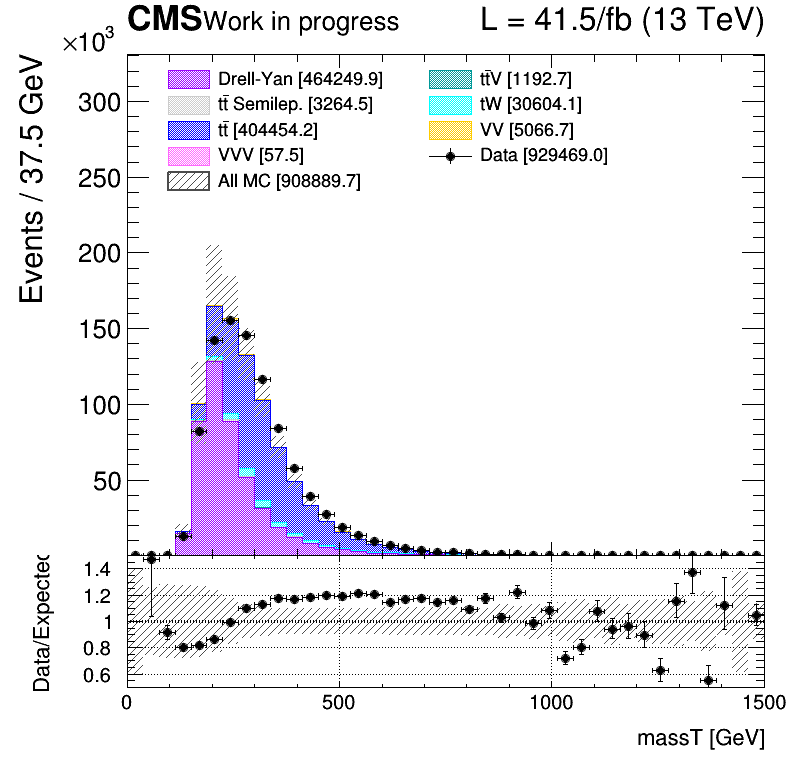 CMS Work in progress L = 41.5/fb (13 TeV)
×10³
Events / 37.5 GeV
Drell-Yan [464249.9]
tt̄ Semilep. [3264.5]
tt̄ [404454.2]
VVV [57.5]
All MC [908889.7]
tt̄V [1192.7]
tW [30604.1]
VV [5066.7]
Data [929469.0]
300
250
200
150
100
50
Data/Expected
1.4
1.2
1
0.8
0.6
0 500 1000 1500
massT [GeV]